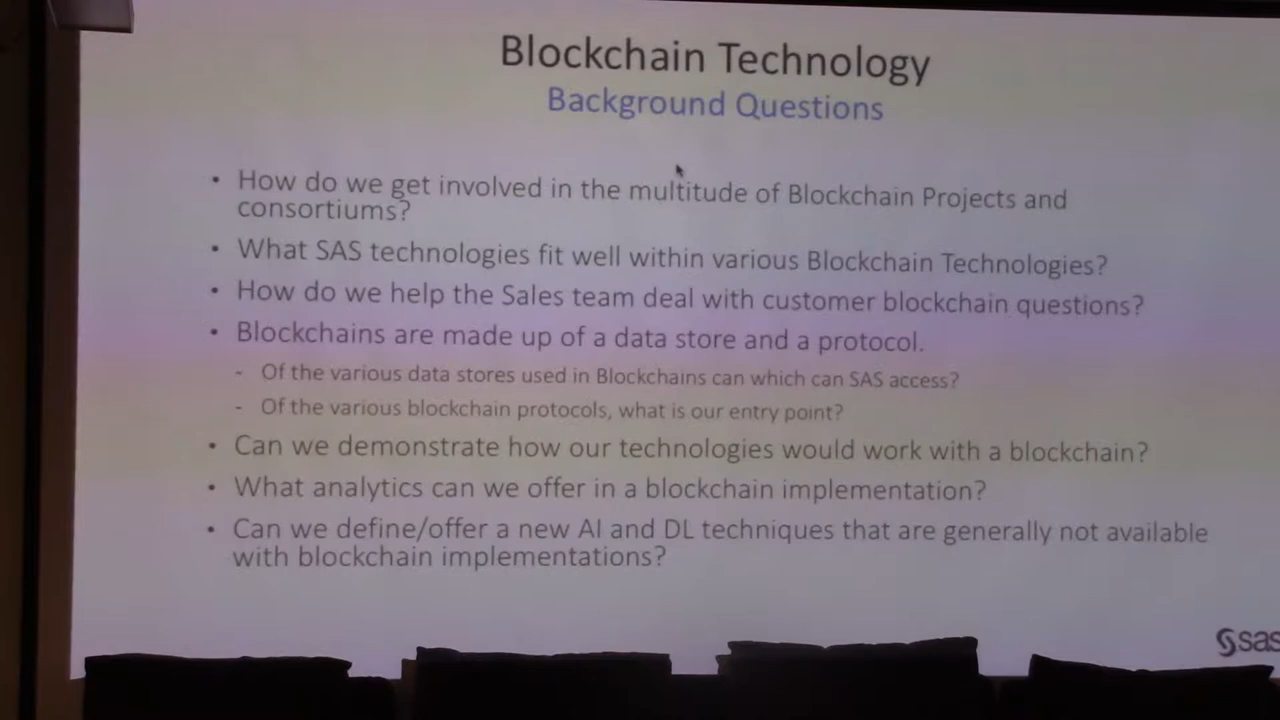 Blockchain Technology
Background Questions
• How do we get involved in the multitude of Blockchain Projects and
consortiums?
• What SAS technologies fit well within various Blockchain Technologies?
• How do we help the Sales team deal with customer blockchain questions?
• Blockchains are made up of a data store and a protocol.
- Of the various data stores used in Blockchains can which can SAS access?
- Of the various blockchain protocols, what is our entry point?
• Can we demonstrate how our technologies would work with a blockchain?
• What analytics can we offer in a blockchain implementation?
• Can we define/offer a new AI and DL techniques that are generally not available
with blockchain implementations?
sas